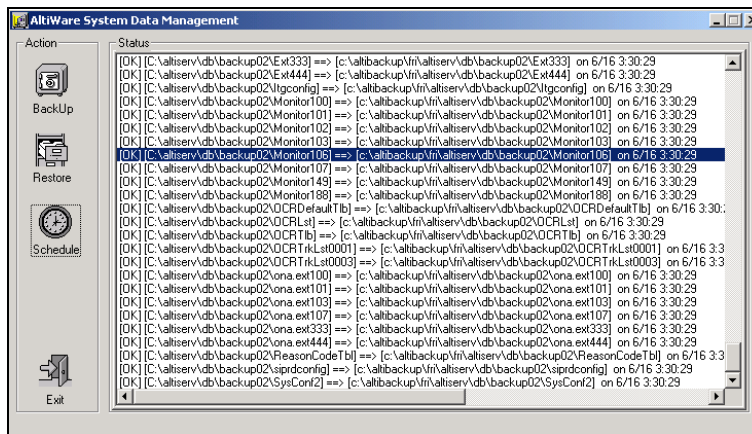 AltiWare System Data Management
Action
BackUp
Restore
Schedule
Exit
Status
[OK] [C:\altiserv\db\backup02\Ext333] ==> [c:\altibackup\fri\altiserv\db\backup02\Ext333] on 6/16 3:30:29
[OK] [C:\altiserv\db\backup02\Ext444] ==> [c:\altibackup\fri\altiserv\db\backup02\Ext444] on 6/16 3:30:29
[OK] [C:\altiserv\db\backup02\Itgconfig] ==> [c:\altibackup\fri\altiserv\db\backup02\Itgconfig] on 6/16 3:30:29
[OK] [C:\altiserv\db\backup02\Monitor100] ==> [c:\altibackup\fri\altiserv\db\backup02\Monitor100] on 6/16 3:30:29
[OK] [C:\altiserv\db\backup02\Monitor101] ==> [c:\altibackup\fri\altiserv\db\backup02\Monitor101] on 6/16 3:30:29
[OK] [C:\altiserv\db\backup02\Monitor102] ==> [c:\altibackup\fri\altiserv\db\backup02\Monitor102] on 6/16 3:30:29
[OK] [C:\altiserv\db\backup02\Monitor103] ==> [c:\altibackup\fri\altiserv\db\backup02\Monitor103] on 6/16 3:30:29
[OK] [C:\altiserv\db\backup02\Monitor106] ==> [c:\altibackup\fri\altiserv\db\backup02\Monitor106] on 6/16 3:30:29
[OK] [C:\altiserv\db\backup02\Monitor107] ==> [c:\altibackup\fri\altiserv\db\backup02\Monitor107] on 6/16 3:30:29
[OK] [C:\altiserv\db\backup02\Monitor149] ==> [c:\altibackup\fri\altiserv\db\backup02\Monitor149] on 6/16 3:30:29
[OK] [C:\altiserv\db\backup02\Monitor188] ==> [c:\altibackup\fri\altiserv\db\backup02\Monitor188] on 6/16 3:30:29
[OK] [C:\altiserv\db\backup02\OCRDefaultTlb] ==> [c:\altibackup\fri\altiserv\db\backup02\OCRDefaultTlb] on 6/16 3:30:
[OK] [C:\altiserv\db\backup02\OCRLst] ==> [c:\altibackup\fri\altiserv\db\backup02\OCRLst] on 6/16 3:30:29
[OK] [C:\altiserv\db\backup02\OCRTlb] ==> [c:\altibackup\fri\altiserv\db\backup02\OCRTlb] on 6/16 3:30:29
[OK] [C:\altiserv\db\backup02\OCRTrkLst0001] ==> [c:\altibackup\fri\altiserv\db\backup02\OCRTrkLst0001] on 6/16 3:3
[OK] [C:\altiserv\db\backup02\OCRTrkLst0003] ==> [c:\altibackup\fri\altiserv\db\backup02\OCRTrkLst0003] on 6/16 3:3
[OK] [C:\altiserv\db\backup02\ona.ext100] ==> [c:\altibackup\fri\altiserv\db\backup02\ona.ext100] on 6/16 3:30:29
[OK] [C:\altiserv\db\backup02\ona.ext101] ==> [c:\altibackup\fri\altiserv\db\backup02\ona.ext101] on 6/16 3:30:29
[OK] [C:\altiserv\db\backup02\ona.ext103] ==> [c:\altibackup\fri\altiserv\db\backup02\ona.ext103] on 6/16 3:30:29
[OK] [C:\altiserv\db\backup02\ona.ext107] ==> [c:\altibackup\fri\altiserv\db\backup02\ona.ext107] on 6/16 3:30:29
[OK] [C:\altiserv\db\backup02\ona.ext333] ==> [c:\altibackup\fri\altiserv\db\backup02\ona.ext333] on 6/16 3:30:29
[OK] [C:\altiserv\db\backup02\ona.ext444] ==> [c:\altibackup\fri\altiserv\db\backup02\ona.ext444] on 6/16 3:30:29
[OK] [C:\altiserv\db\backup02\ReasonCodeTbl] ==> [c:\altibackup\fri\altiserv\db\backup02\ReasonCodeTbl] on 6/16 3:3
[OK] [C:\altiserv\db\backup02\siprdconfig] ==> [c:\altibackup\fri\altiserv\db\backup02\siprdconfig] on 6/16 3:30:29
[OK] [C:\altiserv\db\backup02\SysConf2] ==> [c:\altibackup\fri\altiserv\db\backup02\SysConf2] on 6/16 3:30:29